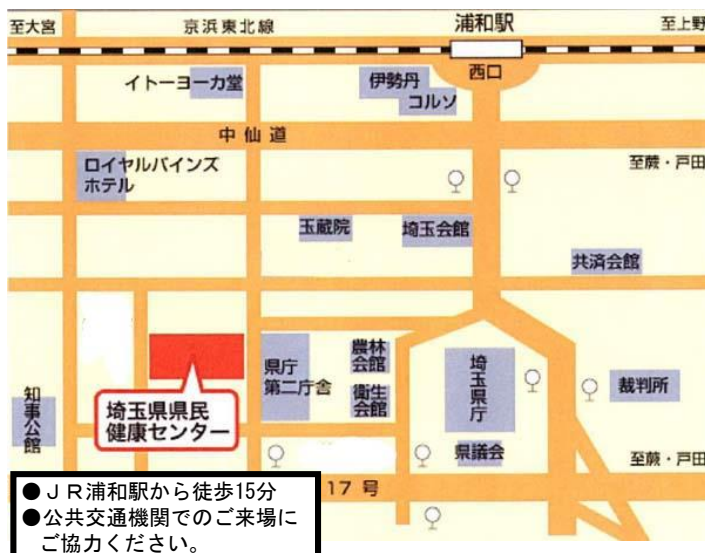 至大宮
京浜東北線
浦和駅
至上野
イトーヨーカ堂
伊勢丹
コルソ
西口
中仙道
ロイヤルパインズ
ホテル
至蕨・戸田
玉蔵院
埼玉会館
共済会館
県庁
第二庁舎
農林
会館
衛生
会館
埼玉県庁
裁判所
知事公館
埼玉県県民
健康センター
県議会
至蕨・戸田
17号
●ＪＲ浦和駅から徒歩15分
●公共交通機関でのご来場に
ご協力ください。